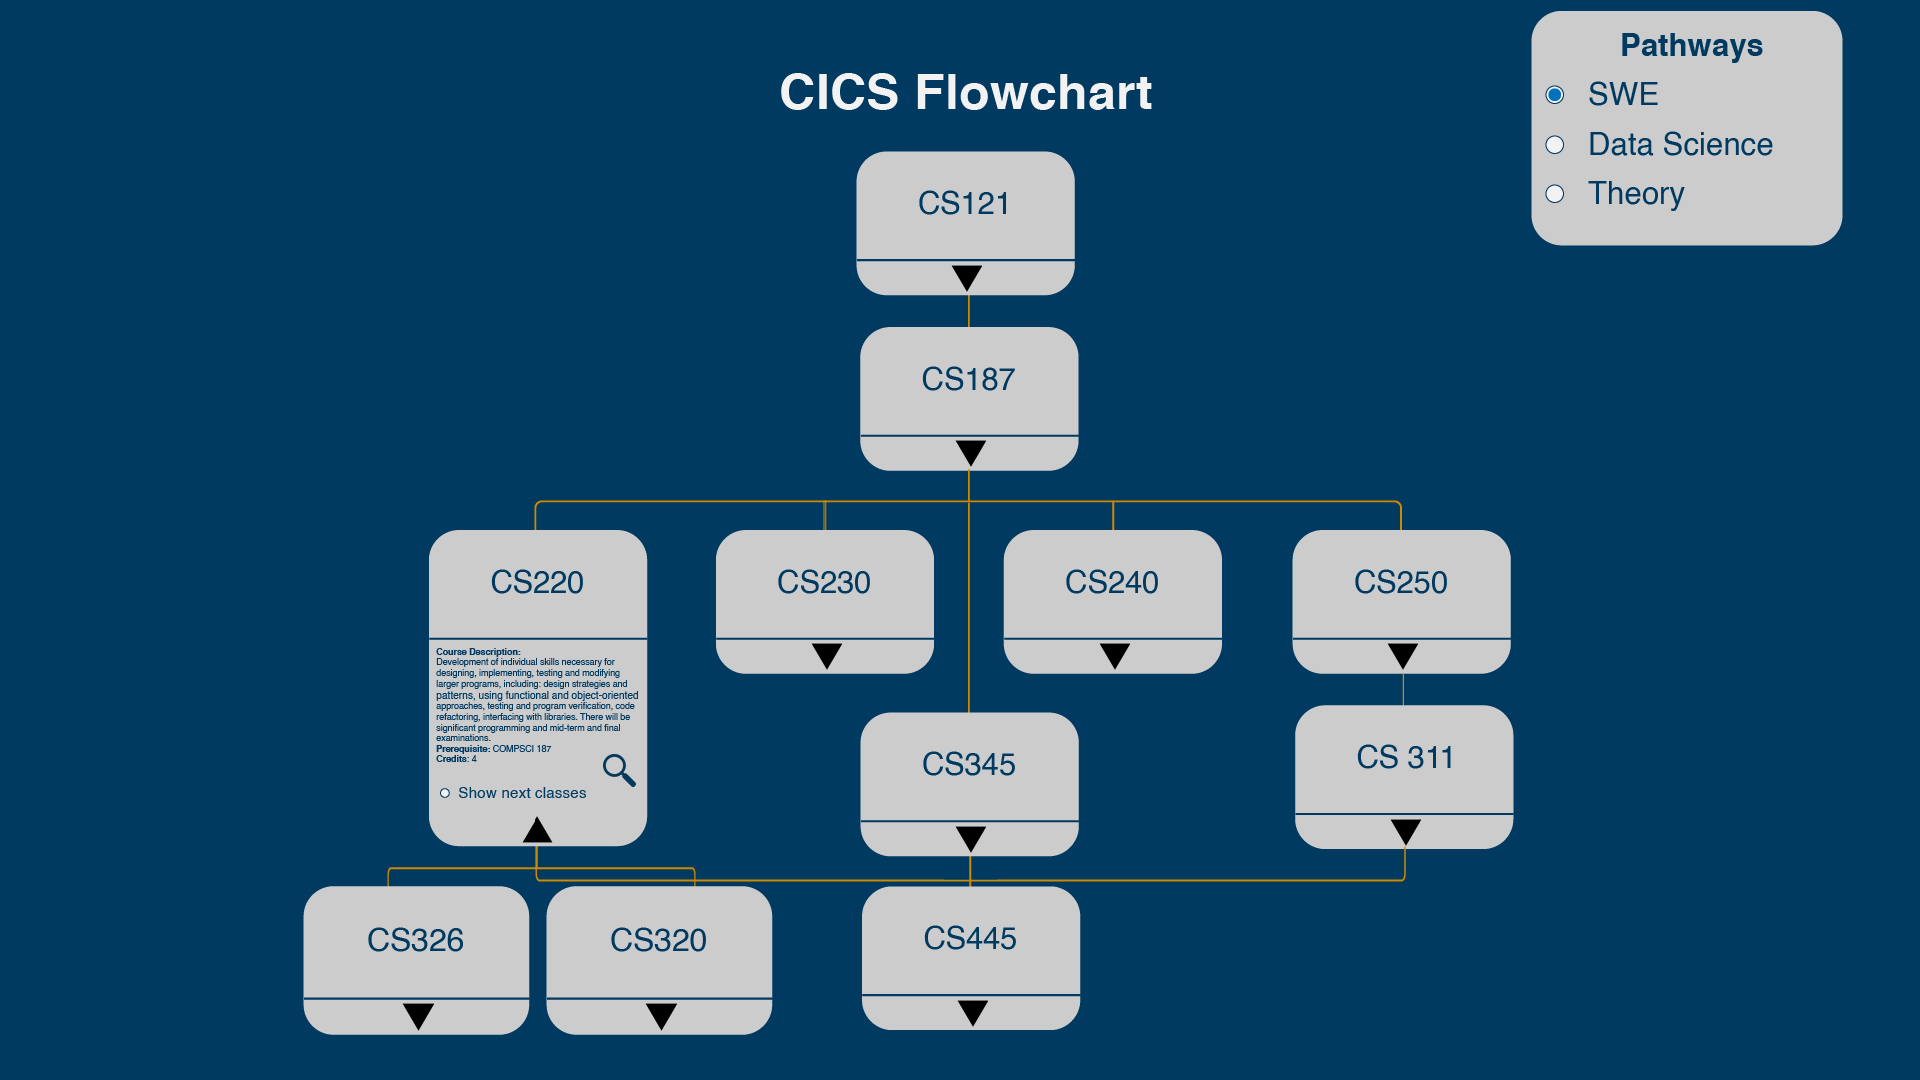 Pathways
SWE
Data Science
Theory
CICS Flowchart
CS121
CS187
CS220
CS230
CS240
CS250
Course Description:
Development of individual skills necessary for
designing, implementing, testing and modifying
larger programs, including: design strategies and
patterns, using functional and object-oriented
approaches, testing and program verification, code
refactoring, interfacing with libraries. There will be
significant programming and mid-term and final
examinations.
Prerequisite: COMPSCI 187
Credits: 4
Show next classes
CS345
CS 311
CS326
CS320
CS445